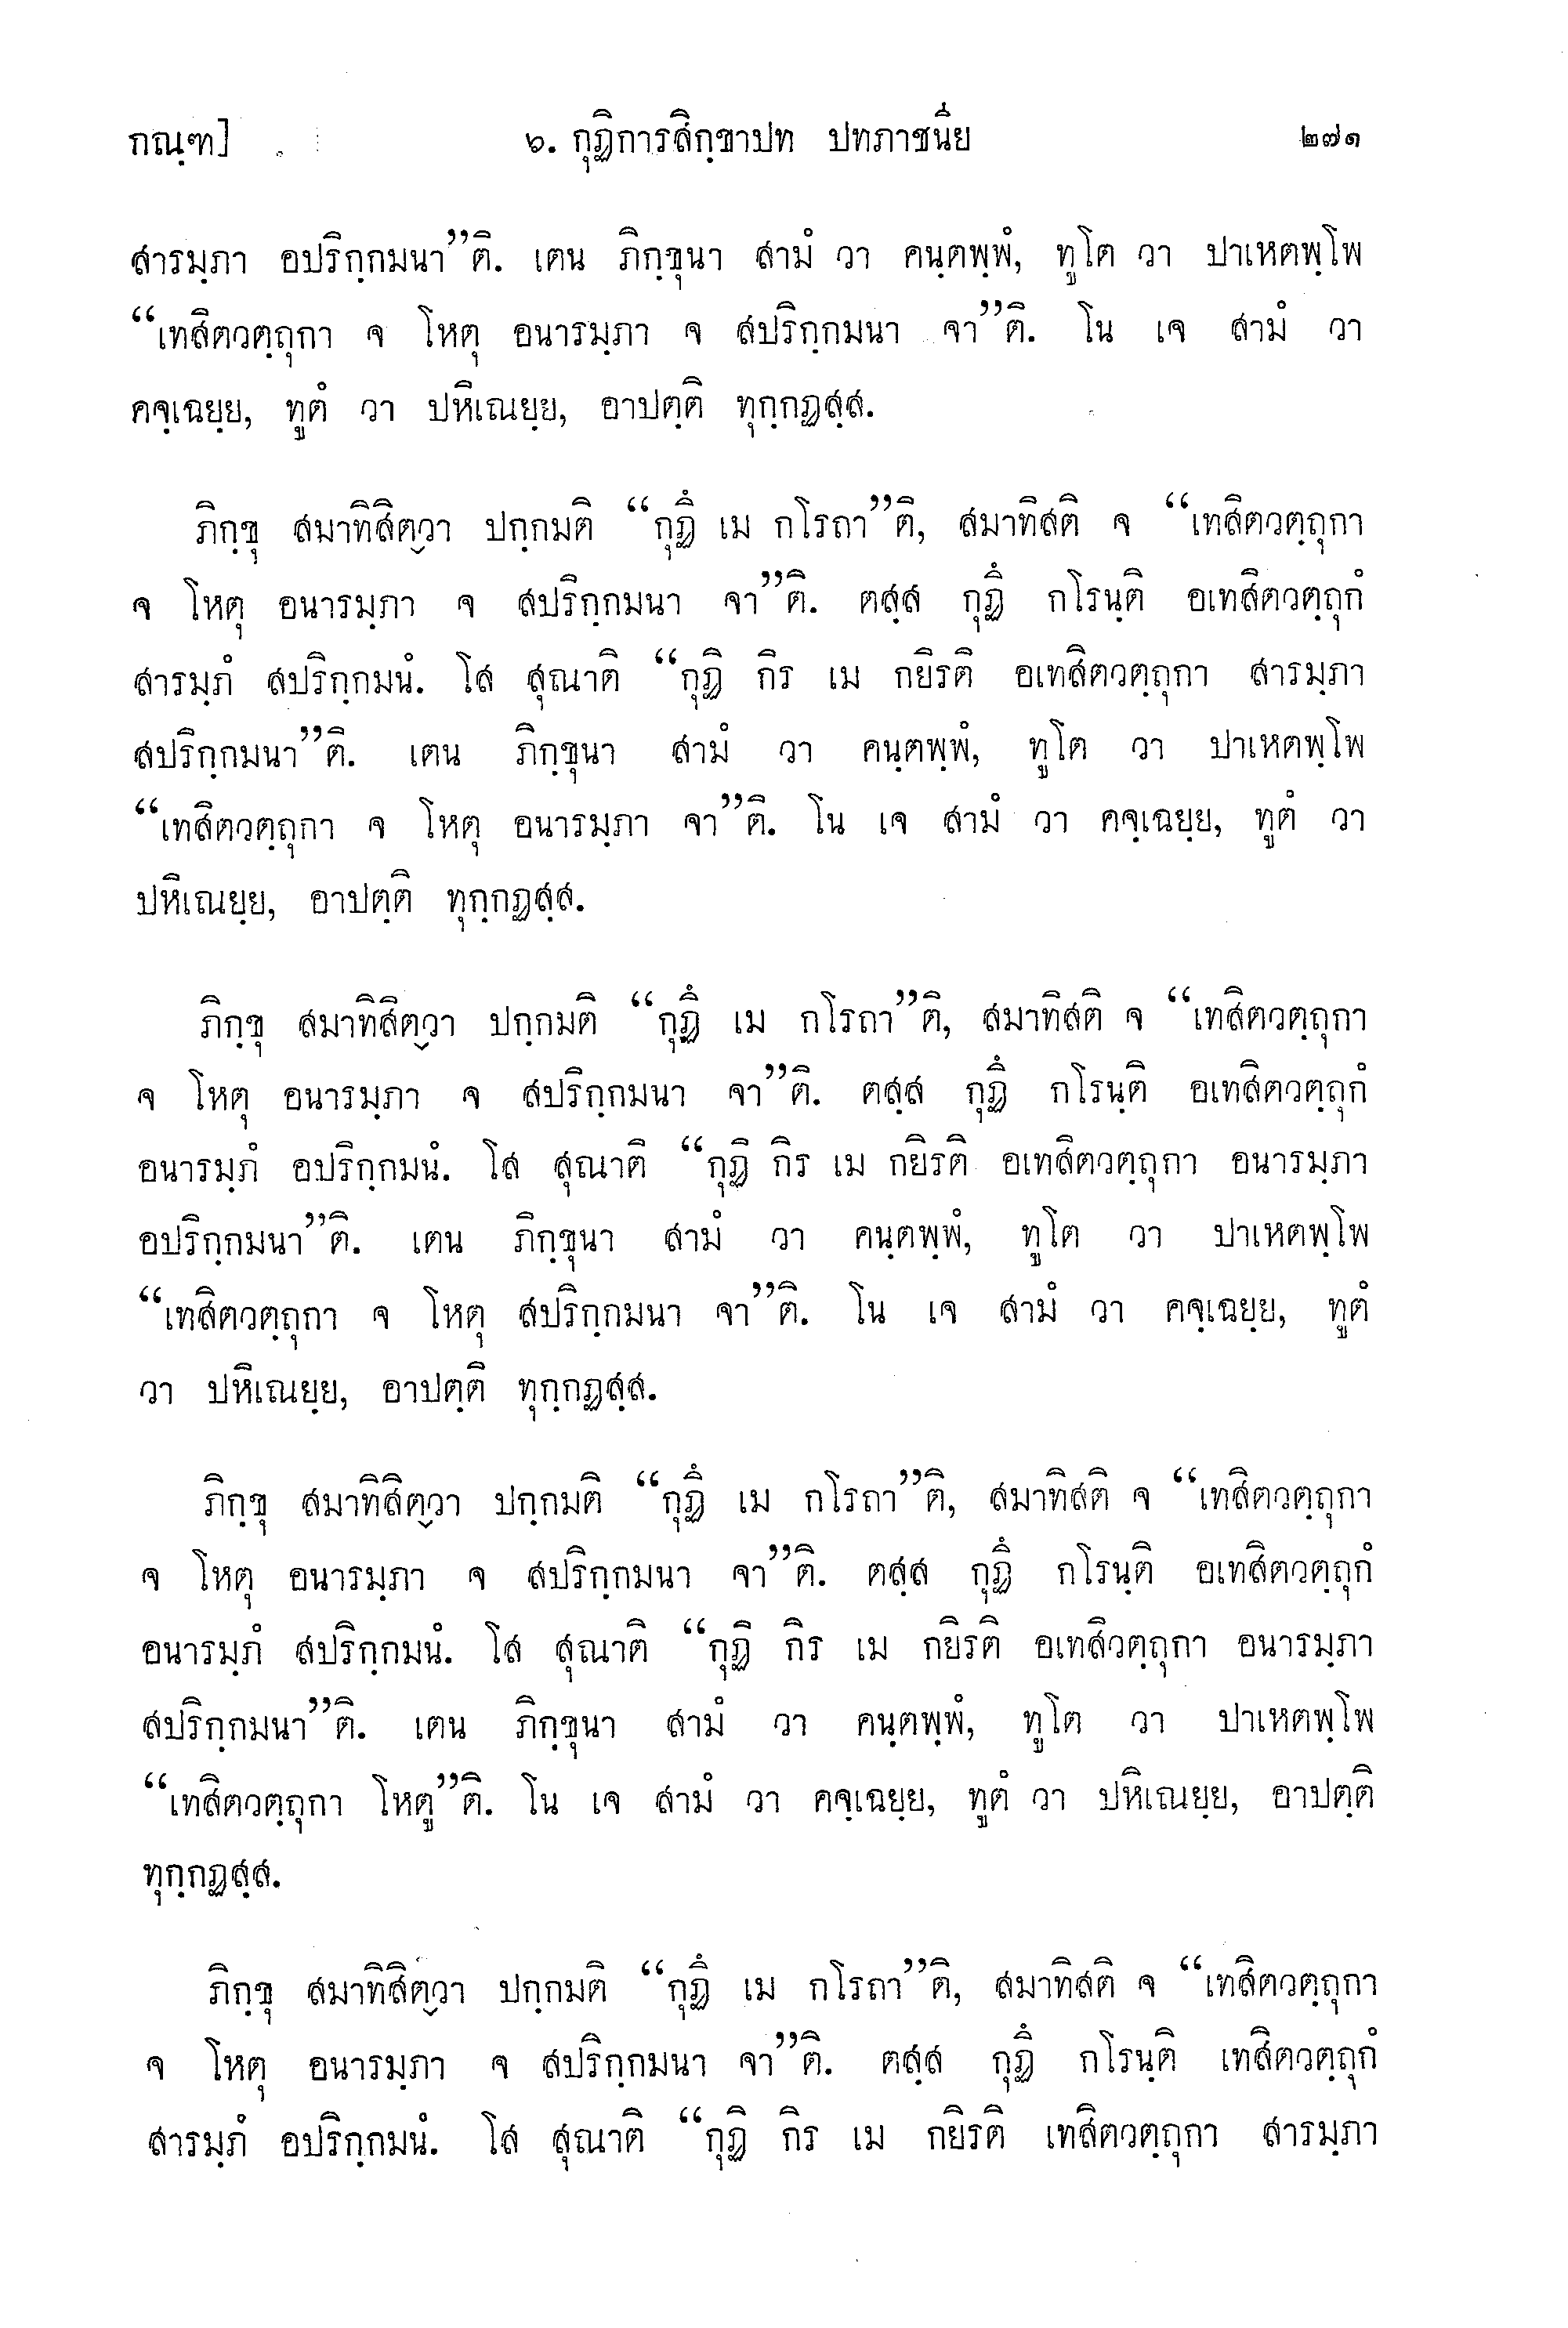 กณฺฑ] ๖. กุฏิการสิกฺขาปท ปทภาชนีย ๒๗๑
สารมฺภา อปริกฺกมนา”ติ. เตน ภิกฺขุนา สามํ วา คนฺตพฺพํ, ทูโต วา ปาเหตพฺโพ
“เทสิตวตฺถุกา จ โหตุ อนารมฺภา จ สปริกฺกมนา จา”ติ. โน เจ สามํ วา
คจฺเฉยฺย, ทูตํ วา ปหิเณยฺย, อาปตฺติ ทุกฺกฏสฺส.
ภิกฺขุ สมาทิสิตฺวา ปกฺกมติ “กุฏึ เม กโรถา”ติ, สมาทิสติ จ “เทสิตวตฺถุกา
จ โหตุ อนารมฺภา จ สปริกฺกมนา จา”ติ. ตสฺส กุฏึ กโรนฺติ อเทสิตวตฺถุกํ
สารมฺภํ สปริกฺกมนํ. โส สุณาติ “กุฏิ กิร เม กยิรติ อเทสิตวตฺถุกา สารมฺภา
สปริกฺกมนา”ติ. เตน ภิกฺขุนา สามํ วา คนฺตพฺพํ, ทูโต วา ปาเหตพฺโพ
“เทสิตวตฺถุกา จ โหตุ อนารมฺภา จา”ติ. โน เจ สามํ วา คจฺเฉยฺย, ทูตํ วา
ปหิเณยฺย, อาปตฺติ ทุกฺกฏสฺส.
ภิกฺขุ สมาทิสิตฺวา ปกฺกมติ “กุฏึ เม กโรถา”ติ, สมาทิสติ จ “เทสิตวตฺถุกา
จ โหตุ อนารมฺภา จ สปริกฺกมนา จา”ติ. ตสฺส กุฏึ กโรนฺติ อเทสิตวตฺถุกํ
อนารมฺภํ อปริกฺกมนํ. โส สุณาติ “กุฏิ กิร เม กยิรติ อเทสิตวตฺถุกา อนารมฺภา
อปริกฺกมนา”ติ. เตน ภิกฺขุนา สามํ วา คนฺตพฺพํ, ทูโต วา ปาเหตพฺโพ
“เทสิตวตฺถุกา จ โหตุ สปริกฺกมนา จา”ติ. โน เจ สามํ วา คจฺเฉยฺย, ทูตํ
วา ปหิเณยฺย, อาปตฺติ ทุกฺกฏสฺส.
ภิกฺขุ สมาทิสิตฺวา ปกฺกมติ “กุฏึ เม กโรถา”ติ, สมาทิสติ จ “เทสิตวตฺถุกา
จ โหตุ อนารมฺภา จ สปริกฺกมนา จา”ติ. ตสฺส กุฏึ กโรนฺติ อเทสิตวตฺถุกํ
อนารมฺภํ สปริกฺกมนํ. โส สุณาติ “กุฏิ กิร เม กยิรติ อเทสิวตฺถุกา อนารมฺภา
สปริกฺกมนา”ติ. เตน ภิกฺขุนา สามํ วา คนฺตพฺพํ, ทูโต วา ปาเหตพฺโพ
“เทสิตวตฺถุกา โหตู”ติ. โน เจ สามํ วา คจฺเฉยฺย, ทูตํ วา ปหิเณยฺย, อาปตฺติ
ทุกฺกฏสฺส.
ภิกฺขุ สมาทิสิตฺวา ปกฺกมติ “กุฏึ เม กโรถา”ติ, สมาทิสติ จ “เทสิตวตฺถุกา
จ โหตุ อนารมฺภา จ สปริกฺกมนา จา”ติ. ตสฺส กุฏึ กโรนฺติ เทสิตวตฺถุกํ
สารมฺภํ อปริกฺกมนํ. โส สุณาติ “กุฏิ กิร เม กยิรติ เทสิตวตฺถุกา สารมฺภา